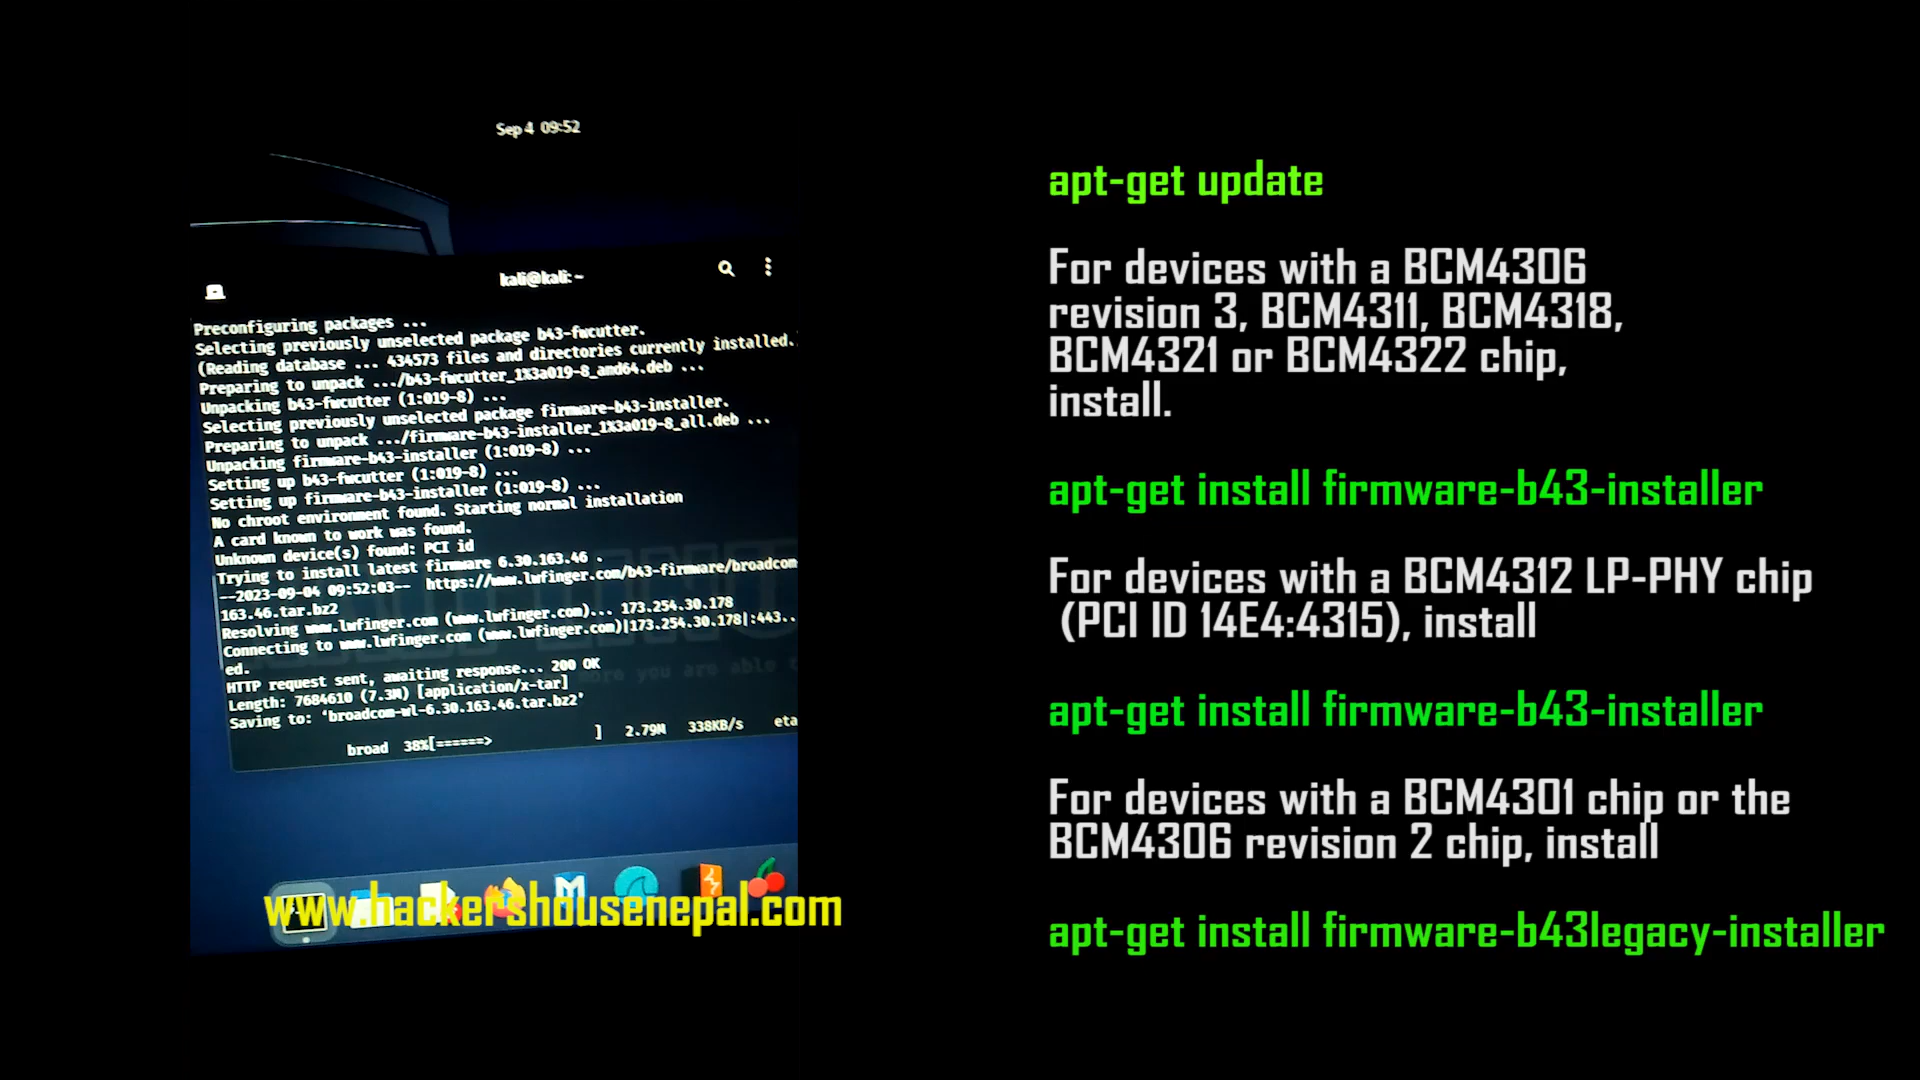 Sep 4 09:52
kali@kali: ~
Preconfiguring packages ...
Selecting previously unselected package b43-fwcutter.
(Reading database ... 434573 files and directories currently installed.)
Preparing to unpack .../b43-fwcutter_1%3a019-8_amd64.deb ...
Unpacking b43-fwcutter (1:019-8) ...
Selecting previously unselected package firmware-b43-installer.
Preparing to unpack .../firmware-b43-installer_1%3a019-8_all.deb ...
Unpacking firmware-b43-installer (1:019-8) ...
Setting up b43-fwcutter (1:019-8) ...
Setting up firmware-b43-installer (1:019-8) ...
No chroot environment found. Starting normal installation
A card known to work was found.
Unknown device(s) found: PCI id
Trying to install latest firmware 6.30.163.46 .
--2023-09-04 09:52:03-- https://www.lwfinger.com/b43-firmware/broadcom-
163.46.tar.bz2
Resolving www.lwfinger.com (www.lwfinger.com)... 173.254.30.178
Connecting to www.lwfinger.com (www.lwfinger.com)|173.254.30.178|:443..
ed.
HTTP request sent, awaiting response... 200 OK
Length: 7684610 (7.3M) [application/x-tar]
Saving to: ‘broadcom-wl-6.30.163.46.tar.bz2’
broad 38%[======> ] 2.79M 338KB/s eta
more you are able t
www.hackershousenepal.com
apt-get update
For devices with a BCM4306
revision 3, BCM4311, BCM4318,
BCM4321 or BCM4322 chip,
install.
apt-get install firmware-b43-installer
For devices with a BCM4312 LP-PHY chip
(PCI ID 14E4:4315), install
apt-get install firmware-b43-installer
For devices with a BCM4301 chip or the
BCM4306 revision 2 chip, install
apt-get install firmware-b43legacy-installer